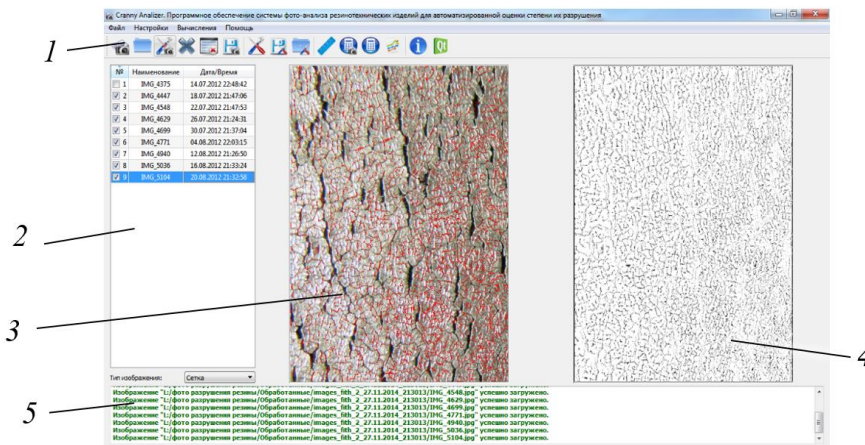 Cranny Analizer. Программное обеспечение системы фото-анализа резинотехнических изделий для автоматизированной оценки степени их разрушения
Файл Настройки Вычисления Помощь
1
№ Наименование Дата/Время
1 IMG_4375 14.07.2012 22:48:42
2 IMG_4447 18.07.2012 21:47:06
3 IMG_4548 22.07.2012 21:47:53
4 IMG_4629 26.07.2012 21:24:31
5 IMG_4699 30.07.2012 21:37:04
6 IMG_4771 04.08.2012 22:03:15
7 IMG_4940 12.08.2012 21:26:50
8 IMG_5036 16.08.2012 21:33:24
9 IMG_5104 20.08.2012 21:32:58
2
3
4
Тип изображения: Сетка
5
Изображение "L:/фото разрушения резины/Обработанные/images_fith_2_27.11.2014_213013/IMG_4548.jpg" успешно загружено.
Изображение "L:/фото разрушения резины/Обработанные/images_fith_2_27.11.2014_213013/IMG_4629.jpg" успешно загружено.
Изображение "L:/фото разрушения резины/Обработанные/images_fith_2_27.11.2014_213013/IMG_4699.jpg" успешно загружено.
Изображение "L:/фото разрушения резины/Обработанные/images_fith_2_27.11.2014_213013/IMG_4771.jpg" успешно загружено.
Изображение "L:/фото разрушения резины/Обработанные/images_fith_2_27.11.2014_213013/IMG_4940.jpg" успешно загружено.
Изображение "L:/фото разрушения резины/Обработанные/images_fith_2_27.11.2014_213013/IMG_5036.jpg" успешно загружено.
Изображение "L:/фото разрушения резины/Обработанные/images_fith_2_27.11.2014_213013/IMG_5104.jpg" успешно загружено.